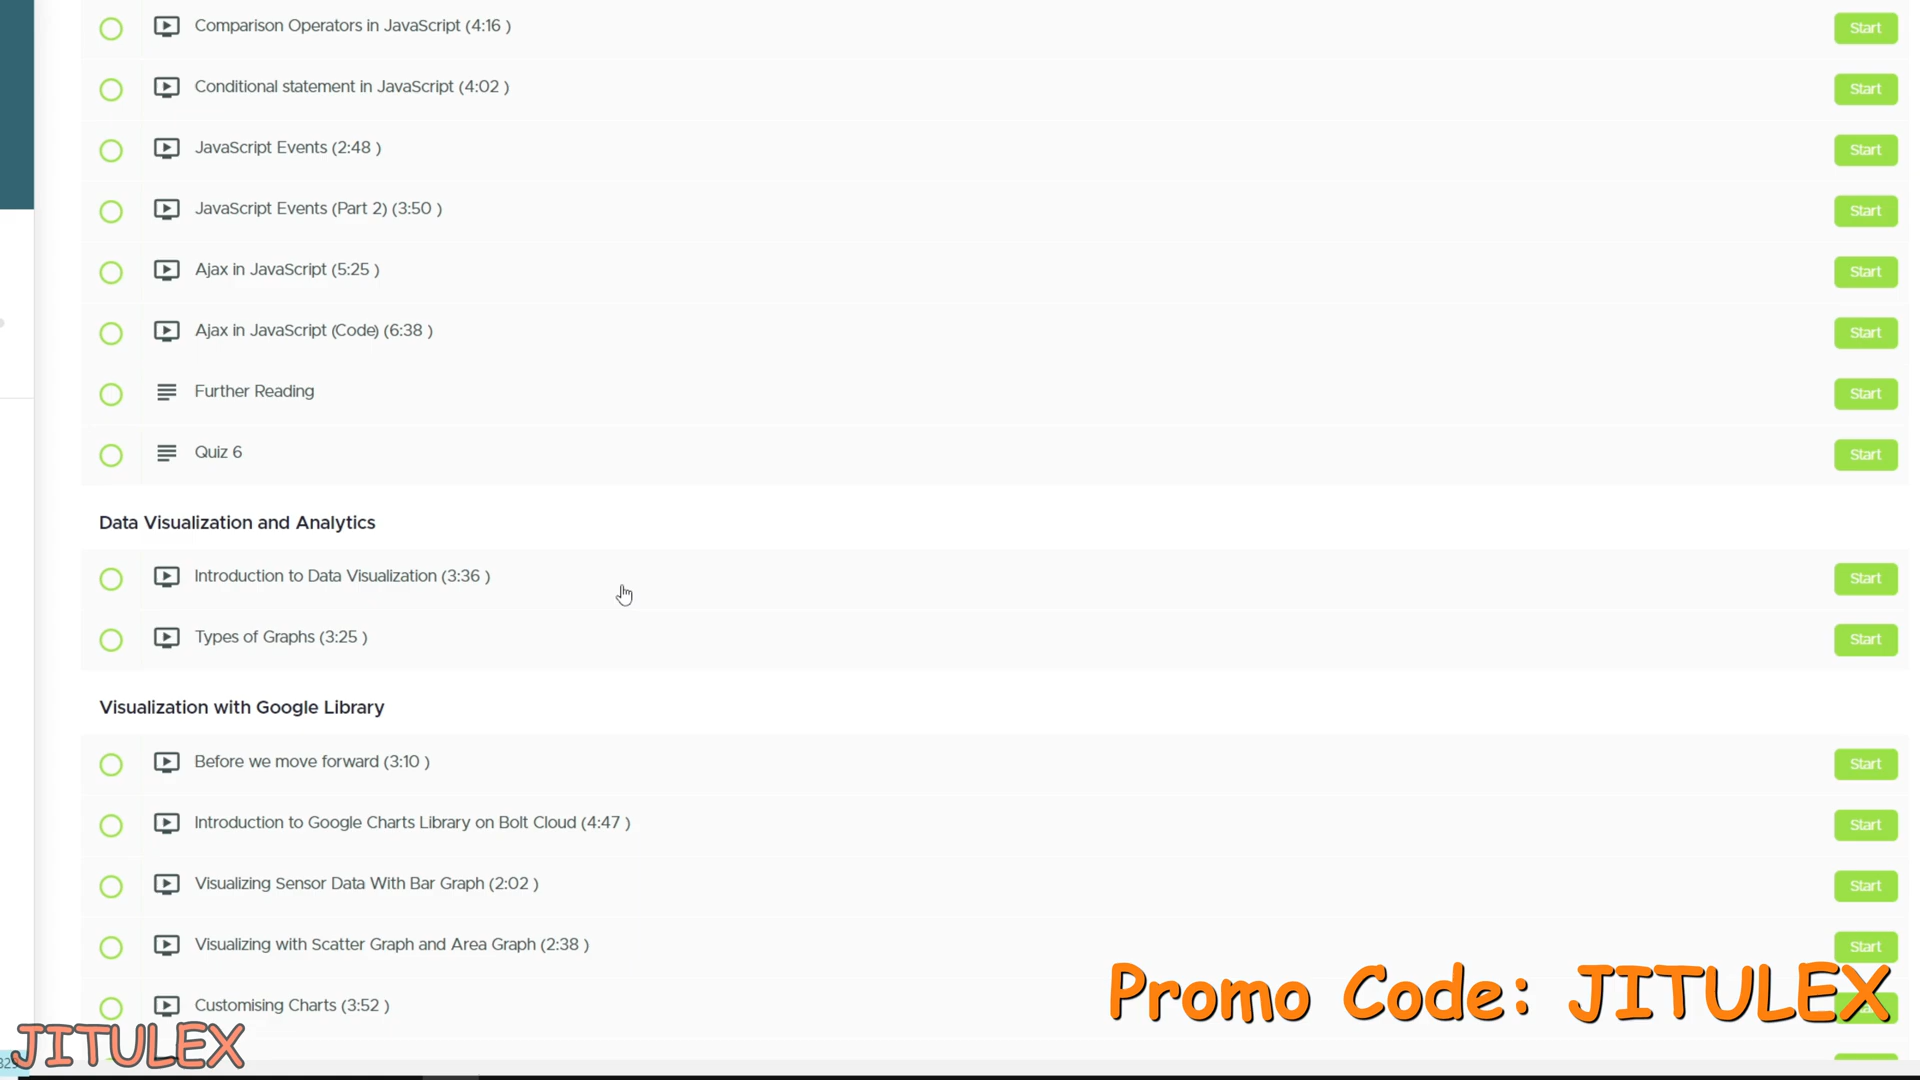 Comparison Operators in JavaScript (4:16 )
Start
Conditional statement in JavaScript (4:02 )
Start
JavaScript Events (2:48 )
Start
JavaScript Events (Part 2) (3:50 )
Start
Ajax in JavaScript (5:25 )
Start
Ajax in JavaScript (Code) (6:38 )
Start
Further Reading
Start
Quiz 6
Start
Data Visualization and Analytics
Introduction to Data Visualization (3:36 )
Start
Types of Graphs (3:25 )
Start
Visualization with Google Library
Before we move forward (3:10 )
Start
Introduction to Google Charts Library on Bolt Cloud (4:47 )
Start
Visualizing Sensor Data With Bar Graph (2:02 )
Start
Visualizing with Scatter Graph and Area Graph (2:38 )
Start
Promo Code: JITULEX
Customising Charts (3:52 )
JITULEX